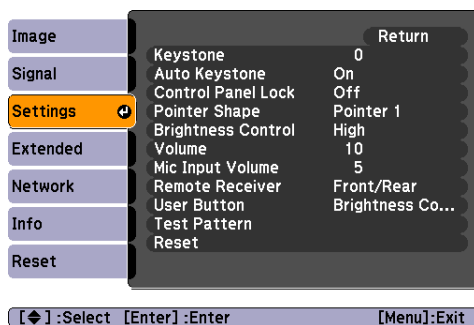 Image
Signal
Settings
Extended
Network
Info
Reset
Return
Keystone 0
Auto Keystone On
Control Panel Lock Off
Pointer Shape Pointer 1
Brightness Control High
Volume 10
Mic Input Volume 5
Remote Receiver Front/Rear
User Button Brightness Co...
Test Pattern
Reset
[◆] :Select [Enter] :Enter [Menu]:Exit